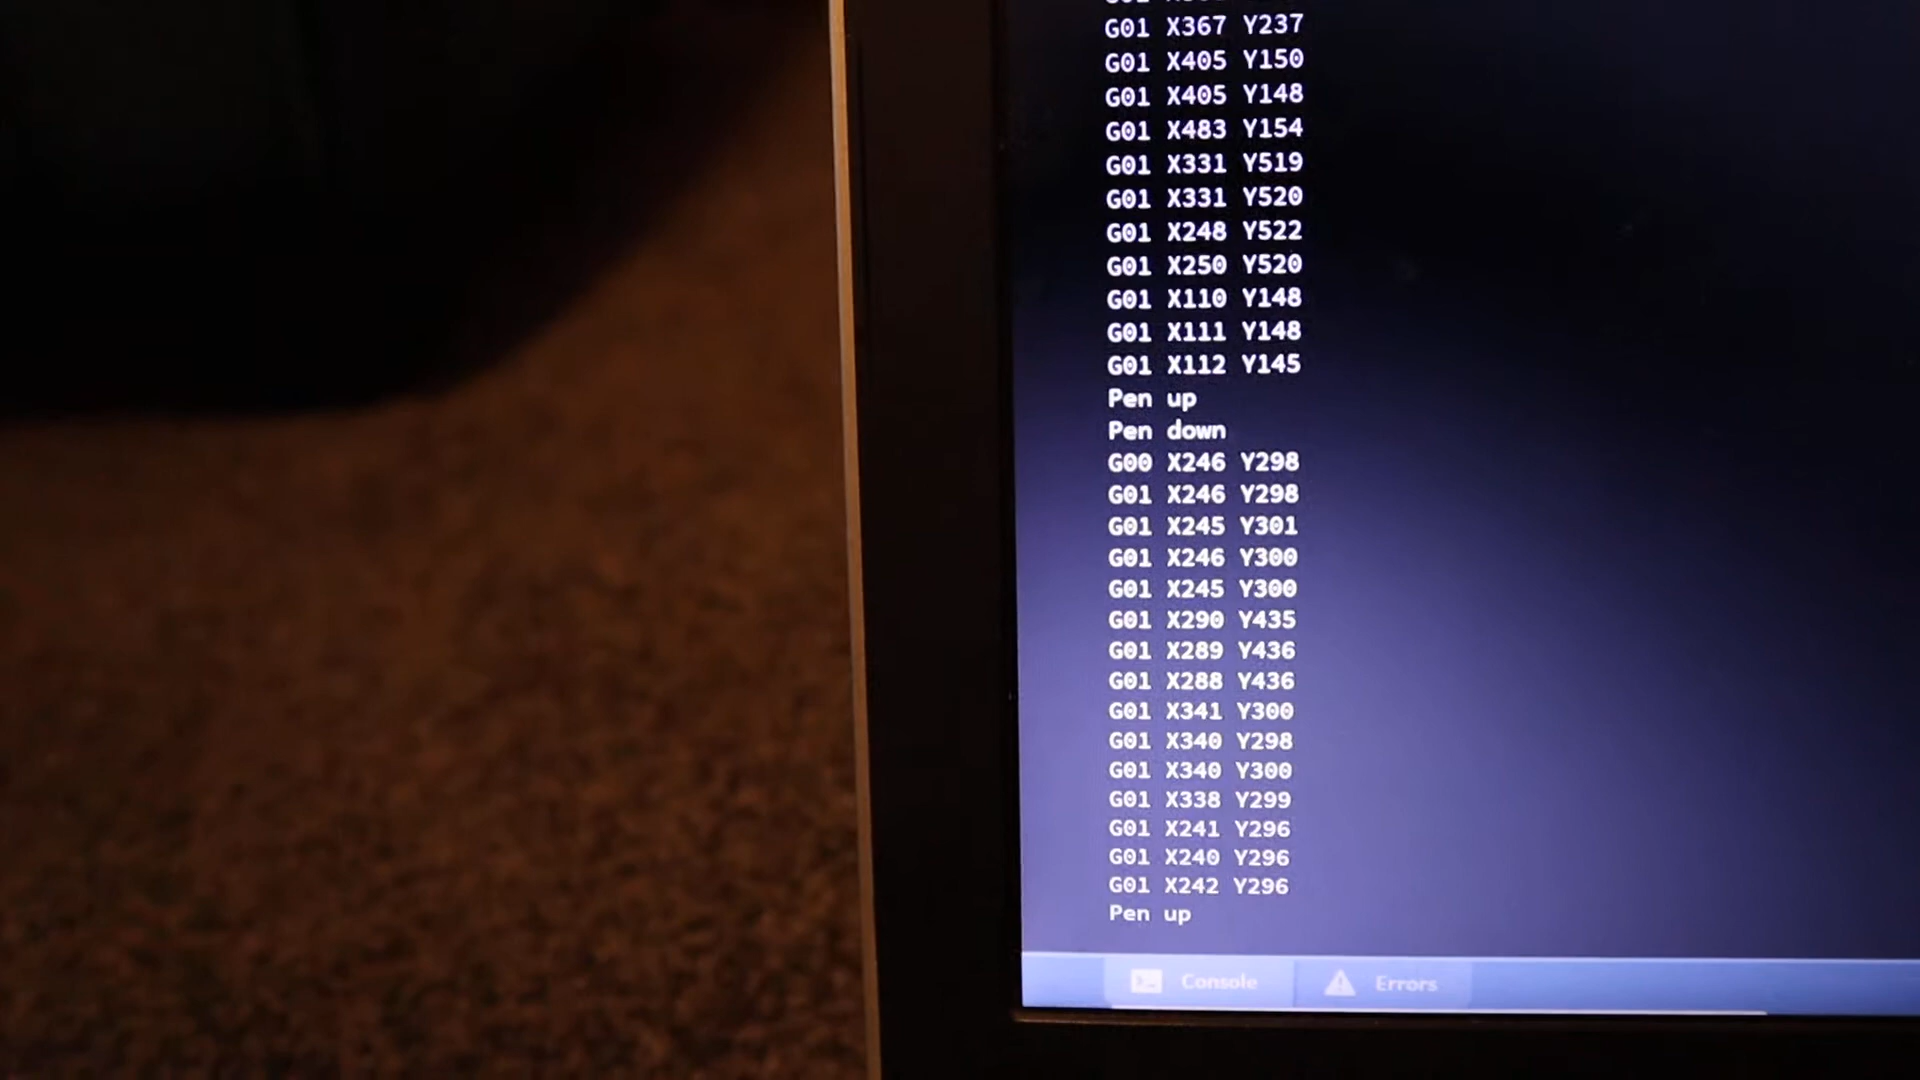 G01 X367 Y237
G01 X405 Y150
G01 X405 Y148
G01 X483 Y154
G01 X331 Y519
G01 X331 Y520
G01 X248 Y522
G01 X250 Y520
G01 X110 Y148
G01 X111 Y148
G01 X112 Y145
Pen up
Pen down
G00 X246 Y298
G01 X246 Y298
G01 X245 Y301
G01 X246 Y300
G01 X245 Y300
G01 X290 Y435
G01 X289 Y436
G01 X288 Y436
G01 X341 Y300
G01 X340 Y298
G01 X340 Y300
G01 X338 Y299
G01 X241 Y296
G01 X240 Y296
G01 X242 Y296
Pen up
Console
Errors